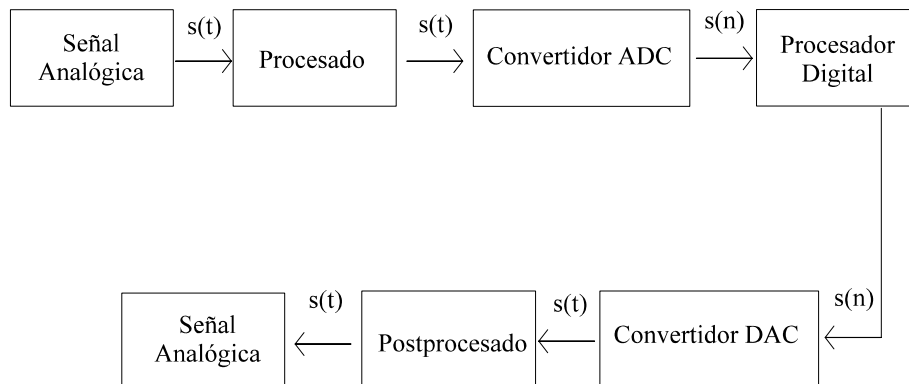 s(t)
s(t)
s(n)
Señal
Analógica
Procesado
Convertidor ADC
Procesador
Digital
s(t)
s(t)
s(n)
Señal
Analógica
Postprocesado
Convertidor DAC